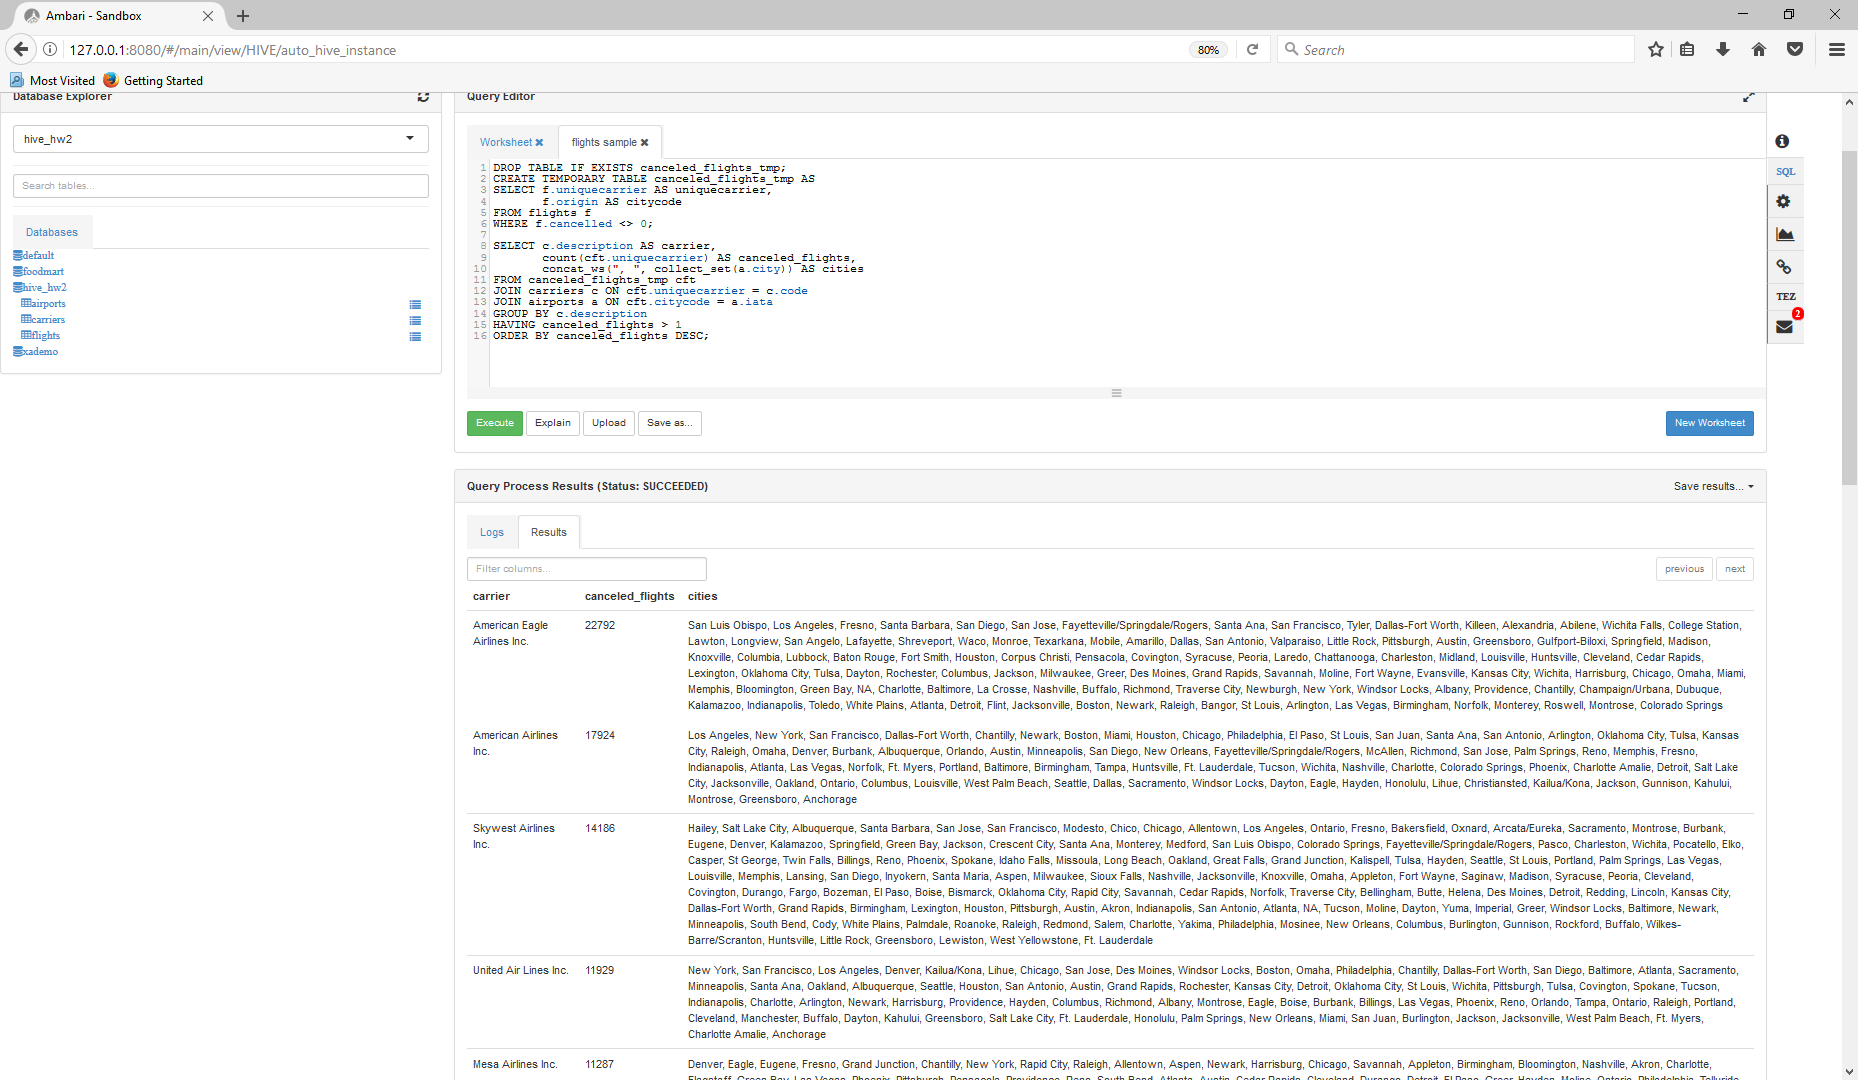 Ambari - Sandbox
127.0.0.1:8080/#/main/view/HIVE/auto_hive_instance
80%
Search
Most Visited
Getting Started
Database Explorer
hive_hw2
Search tables...
Databases
default
foodmart
hive_hw2
airports
carriers
flights
xademo
Query Editor
Worksheet
flights sample
1 DROP TABLE IF EXISTS canceled_flights_tmp;
2 CREATE TEMPORARY TABLE canceled_flights_tmp AS
3 SELECT f.uniquecarrier AS uniquecarrier,
4 f.origin AS citycode
5 FROM flights f
6 WHERE f.cancelled <> 0;
7
8 SELECT c.description AS carrier,
9 count(cft.uniquecarrier) AS canceled_flights,
10 concat_ws(", ", collect_set(a.city)) AS cities
11 FROM canceled_flights_tmp cft
12 JOIN carriers c ON cft.uniquecarrier = c.code
13 JOIN airports a ON cft.citycode = a.iata
14 GROUP BY c.description
15 HAVING canceled_flights > 1
16 ORDER BY canceled_flights DESC;
Execute
Explain
Upload
Save as...
New Worksheet
SQL
TEZ
2
Query Process Results (Status: SUCCEEDED)
Save results...
Logs
Results
Filter columns...
previous
next
carrier canceled_flights cities
American Eagle Airlines Inc. 22792
San Luis Obispo, Los Angeles, Fresno, Santa Barbara, San Diego, San Jose, Fayetteville/Springdale/Rogers, Santa Ana, San Francisco, Tyler, Dallas-Fort Worth, Killeen, Alexandria, Abilene, Wichita Falls, College Station,
Lawton, Longview, San Angelo, Lafayette, Shreveport, Waco, Monroe, Texarkana, Mobile, Amarillo, Dallas, San Antonio, Valparaiso, Little Rock, Pittsburgh, Austin, Greensboro, Gulfport-Biloxi, Springfield, Madison,
Knoxville, Columbia, Lubbock, Baton Rouge, Fort Smith, Houston, Corpus Christi, Pensacola, Covington, Syracuse, Peoria, Laredo, Chattanooga, Charleston, Midland, Louisville, Huntsville, Cleveland, Cedar Rapids,
Lexington, Oklahoma City, Tulsa, Dayton, Rochester, Columbus, Jackson, Milwaukee, Greer, Des Moines, Grand Rapids, Savannah, Moline, Fort Wayne, Evansville, Kansas City, Wichita, Harrisburg, Chicago, Omaha, Miami,
Memphis, Bloomington, Green Bay, NA, Charlotte, Baltimore, La Crosse, Nashville, Buffalo, Richmond, Traverse City, Newburgh, New York, Windsor Locks, Albany, Providence, Chantilly, Champaign/Urbana, Dubuque,
Kalamazoo, Indianapolis, Toledo, White Plains, Atlanta, Detroit, Flint, Jacksonville, Boston, Newark, Raleigh, Bangor, St Louis, Arlington, Las Vegas, Birmingham, Norfolk, Monterey, Roswell, Montrose, Colorado Springs
American Airlines Inc. 17924
Los Angeles, New York, San Francisco, Dallas-Fort Worth, Chantilly, Newark, Boston, Miami, Houston, Chicago, Philadelphia, El Paso, St Louis, San Juan, Santa Ana, San Antonio, Arlington, Oklahoma City, Tulsa, Kansas
City, Raleigh, Omaha, Denver, Burbank, Albuquerque, Orlando, Austin, Minneapolis, San Diego, New Orleans, Fayetteville/Springdale/Rogers, McAllen, Richmond, San Jose, Palm Springs, Reno, Memphis, Fresno,
Indianapolis, Atlanta, Las Vegas, Norfolk, Ft. Myers, Portland, Baltimore, Birmingham, Tampa, Huntsville, Ft. Lauderdale, Tucson, Wichita, Nashville, Charlotte, Colorado Springs, Phoenix, Charlotte Amalie, Detroit, Salt Lake
City, Jacksonville, Oakland, Ontario, Columbus, Louisville, West Palm Beach, Seattle, Dallas, Sacramento, Windsor Locks, Dayton, Eagle, Hayden, Honolulu, Lihue, Christiansted, Kailua/Kona, Jackson, Gunnison, Kahului,
Montrose, Greensboro, Anchorage
Skywest Airlines Inc. 14186
Hailey, Salt Lake City, Albuquerque, Santa Barbara, San Jose, San Francisco, Modesto, Chico, Chicago, Allentown, Los Angeles, Ontario, Fresno, Bakersfield, Oxnard, Arcata/Eureka, Sacramento, Montrose, Burbank,
Eugene, Denver, Kalamazoo, Springfield, Green Bay, Jackson, Crescent City, Santa Ana, Monterey, Medford, San Luis Obispo, Colorado Springs, Fayetteville/Springdale/Rogers, Pasco, Charleston, Wichita, Pocatello, Elko,
Casper, St George, Twin Falls, Billings, Reno, Phoenix, Spokane, Idaho Falls, Missoula, Long Beach, Oakland, Great Falls, Grand Junction, Kalispell, Tulsa, Hayden, Seattle, St Louis, Portland, Palm Springs, Las Vegas,
Louisville, Memphis, Lansing, San Diego, Inyokern, Santa Maria, Aspen, Milwaukee, Sioux Falls, Nashville, Jacksonville, Knoxville, Omaha, Appleton, Fort Wayne, Saginaw, Madison, Syracuse, Peoria, Cleveland,
Covington, Durango, Fargo, Bozeman, El Paso, Boise, Bismarck, Oklahoma City, Rapid City, Savannah, Cedar Rapids, Norfolk, Traverse City, Bellingham, Butte, Helena, Des Moines, Detroit, Redding, Lincoln, Kansas City,
Dallas-Fort Worth, Grand Rapids, Birmingham, Lexington, Houston, Pittsburgh, Austin, Akron, Indianapolis, San Antonio, Atlanta, NA, Tucson, Moline, Dayton, Yuma, Imperial, Greer, Windsor Locks, Baltimore, Newark,
Minneapolis, South Bend, Cody, White Plains, Palmdale, Roanoke, Raleigh, Redmond, Salem, Charlotte, Yakima, Philadelphia, Mosinee, New Orleans, Columbus, Burlington, Gunnison, Rockford, Buffalo, Wilkes-
Barre/Scranton, Huntsville, Little Rock, Greensboro, Lewiston, West Yellowstone, Ft. Lauderdale
United Air Lines Inc. 11929
New York, San Francisco, Los Angeles, Denver, Kailua/Kona, Lihue, Chicago, San Jose, Des Moines, Windsor Locks, Boston, Omaha, Philadelphia, Chantilly, Dallas-Fort Worth, San Diego, Baltimore, Atlanta, Sacramento,
Minneapolis, Santa Ana, Oakland, Albuquerque, Seattle, Houston, San Antonio, Austin, Grand Rapids, Rochester, Kansas City, Detroit, Oklahoma City, St Louis, Wichita, Pittsburgh, Tulsa, Covington, Spokane, Tucson,
Indianapolis, Charlotte, Arlington, Newark, Harrisburg, Providence, Hayden, Columbus, Richmond, Albany, Montrose, Eagle, Boise, Burbank, Billings, Las Vegas, Phoenix, Reno, Orlando, Tampa, Ontario, Raleigh, Portland,
Cleveland, Manchester, Buffalo, Dayton, Kahului, Greensboro, Salt Lake City, Ft. Lauderdale, Honolulu, Palm Springs, New Orleans, Miami, San Juan, Burlington, Jackson, Jacksonville, West Palm Beach, Ft. Myers,
Charlotte Amalie, Anchorage
Mesa Airlines Inc. 11287
Denver, Eagle, Eugene, Fresno, Grand Junction, Chantilly, New York, Rapid City, Raleigh, Allentown, Aspen, Newark, Harrisburg, Chicago, Savannah, Appleton, Birmingham, Bloomington, Nashville, Akron, Charlotte,